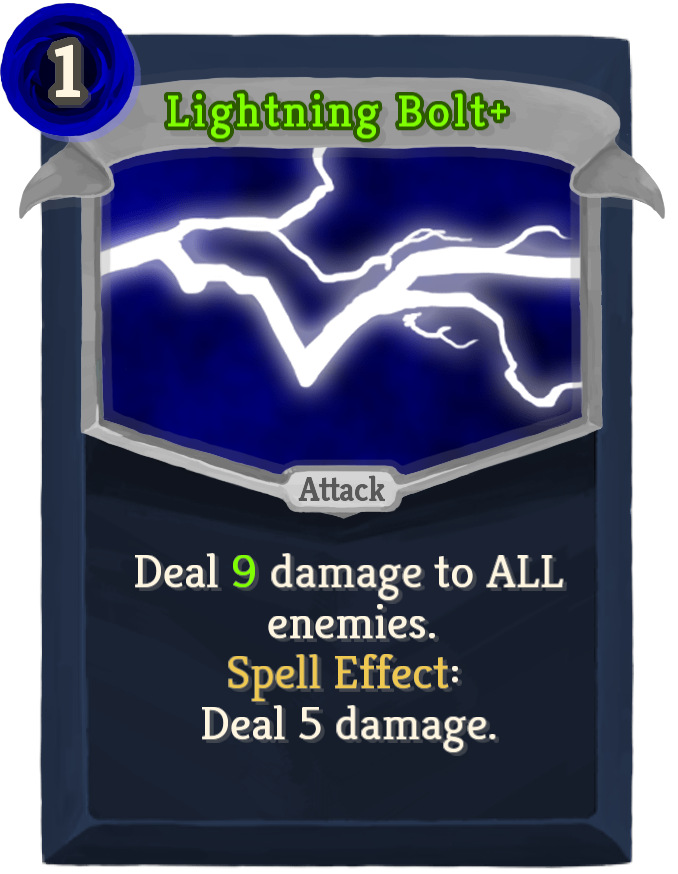 1
Lightning Bolt+
Attack
Deal 9 damage to ALL
enemies.
Spell Effect:
Deal 5 damage.